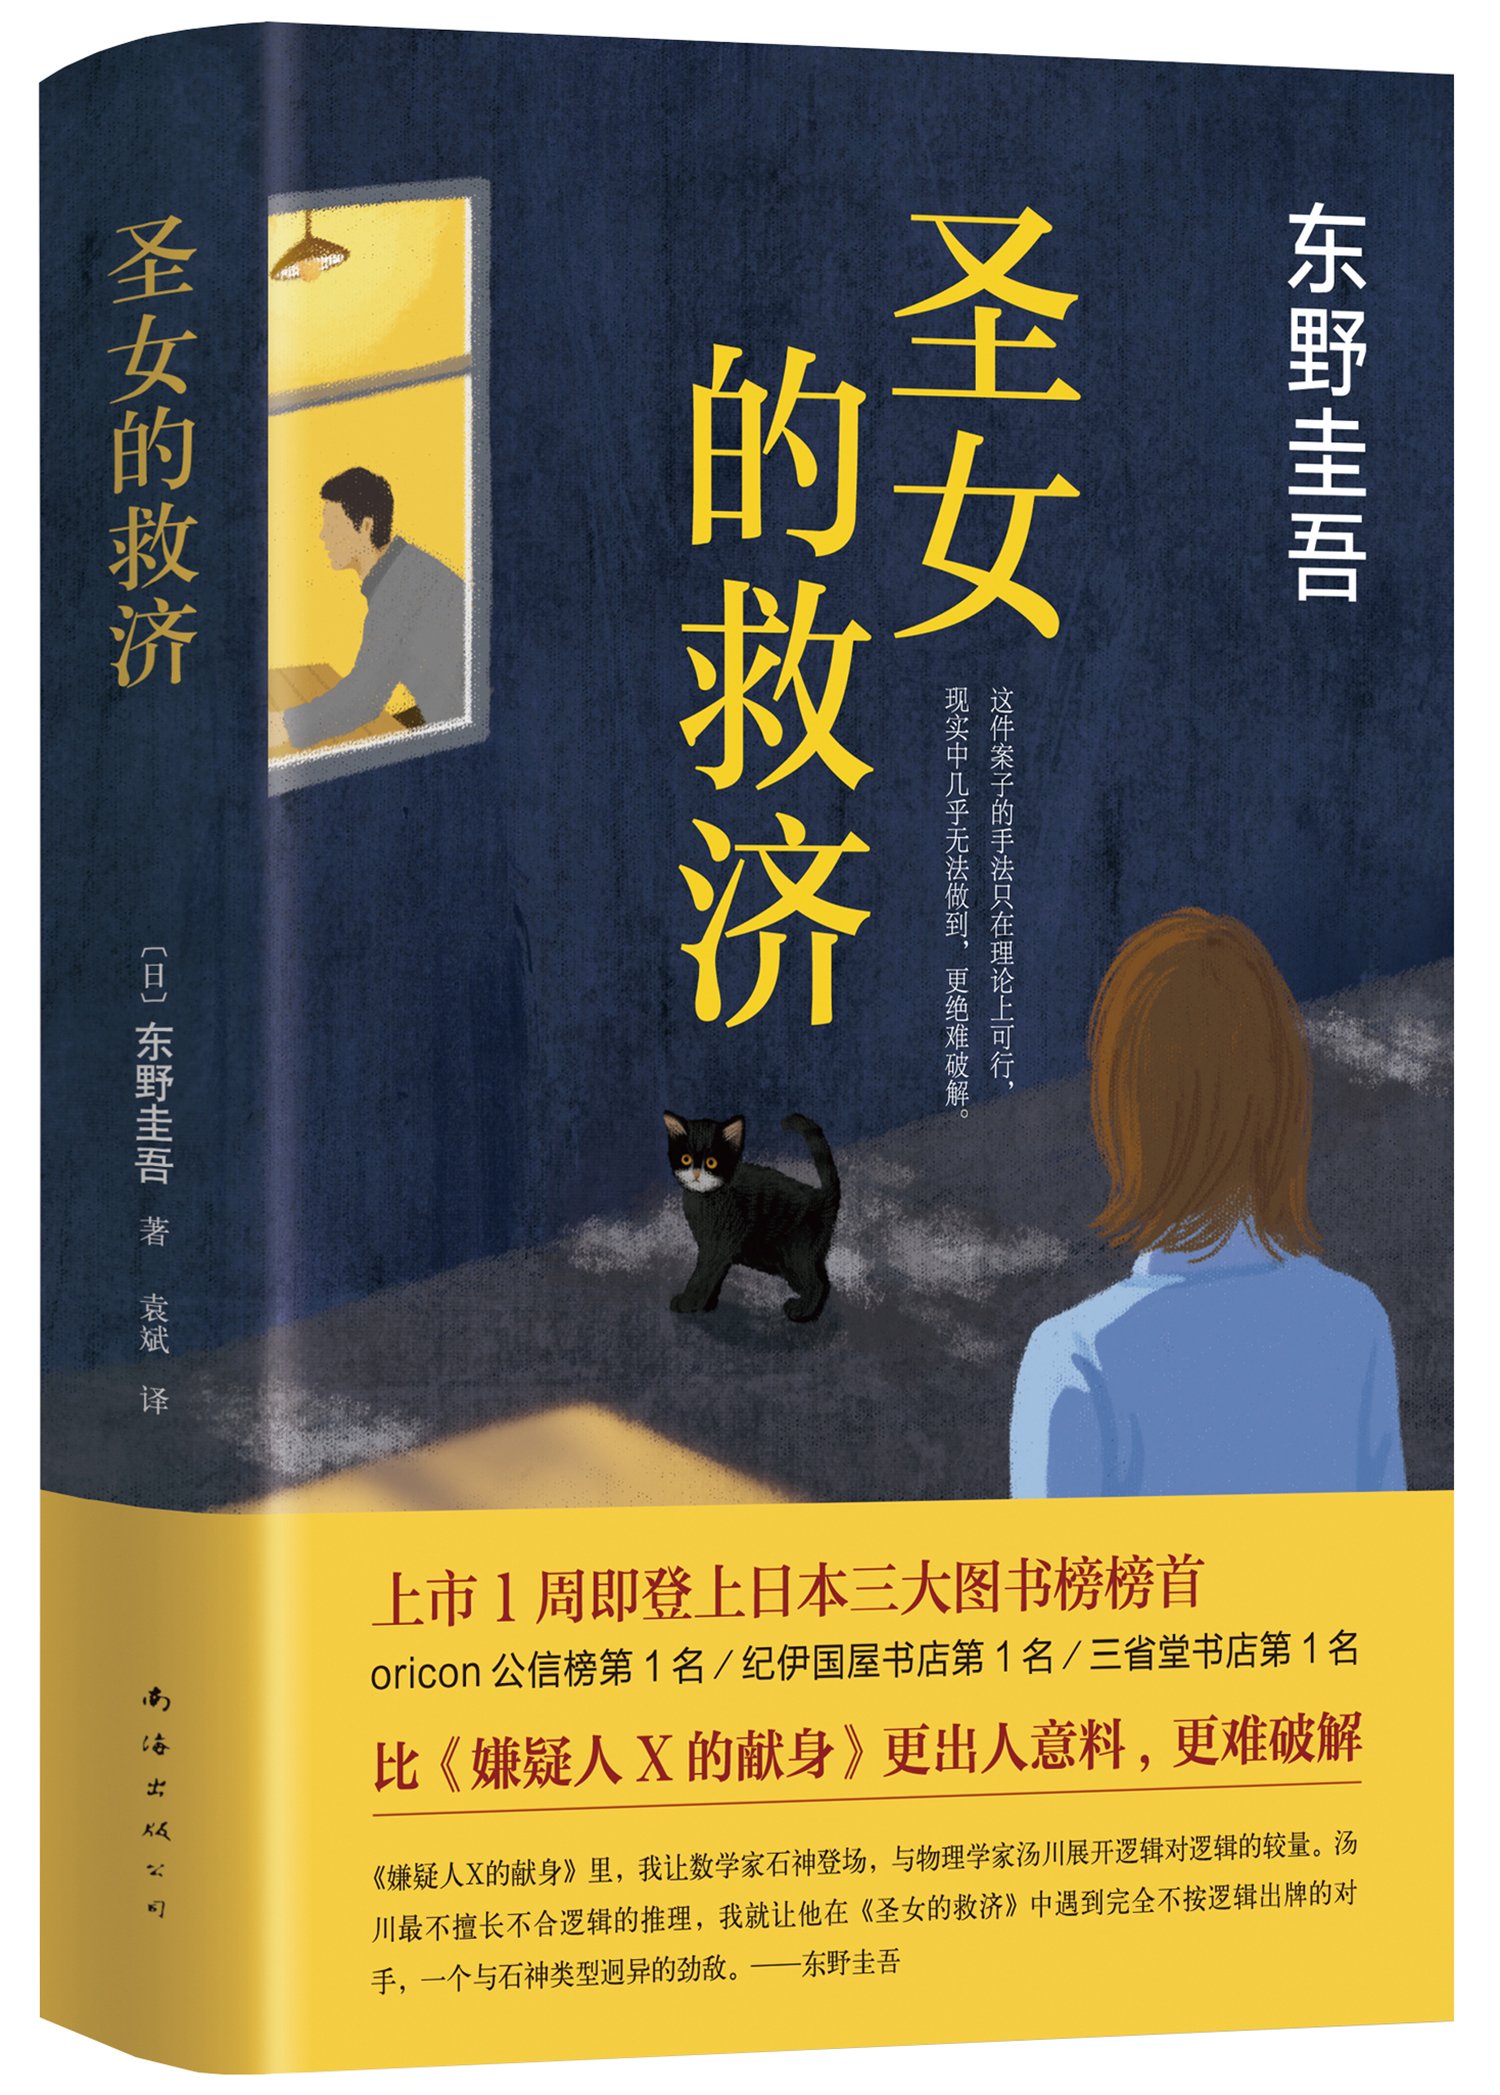 圣女的救济
〔日〕东野圭吾 著 袁斌 译
南海出版公司
东野圭吾
圣女
的救济
这件案子的手法只在理论上可行，
现实中几乎无法做到，更绝难破解。
上市1周即登上日本三大图书榜榜首
oricon公信榜第1名/纪伊国屋书店第1名/三省堂书店第1名
比《嫌疑人X的献身》更出人意料，更难破解
《嫌疑人X的献身》里，我让数学家石神登场，与物理学家汤川展开逻辑对逻辑的较量。汤
川最不擅长不合逻辑的推理，我就让他在《圣女的救济》中遇到完全不按逻辑出牌的对
手，一个与石神类型迥异的劲敌。——东野圭吾